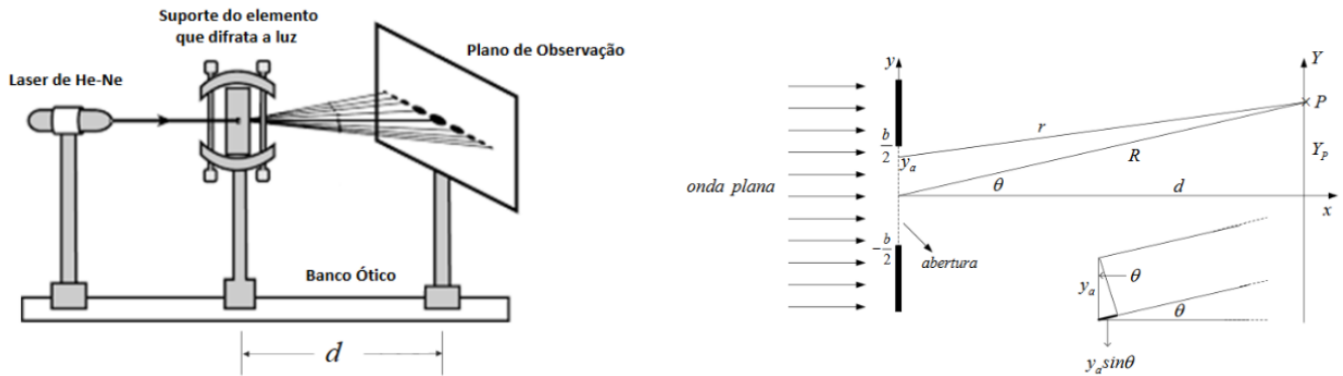 Suporte do elemento
que difrata a luz
Plano de Observação
Laser de He-Ne
Banco Ótico
d
y
Y
P
b
2
y_a
r
R
Y_P
onda plana
θ
d
x
-b
2
abertura
y_a
θ
θ
y_a sinθ